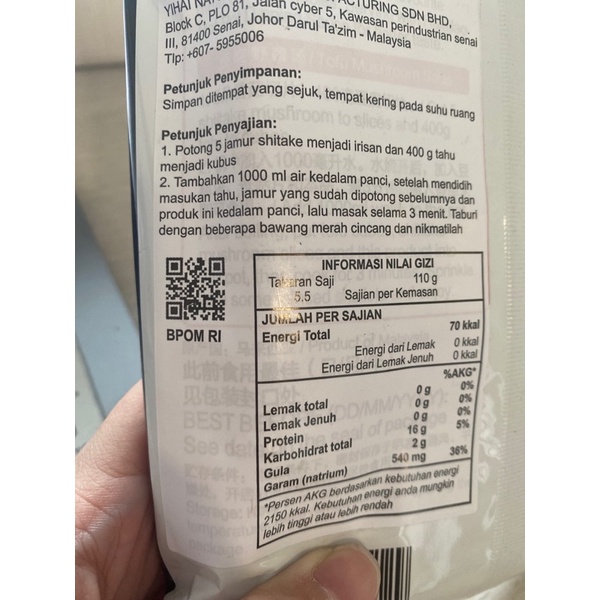 TURING SDN BHD,
Block C, PLO 81, Jalan cyber 5, Kawasan perindustrian senai
III, 81400 Senai, Johor Darul Ta'zim - Malaysia
Tlp: +607- 5955006
Petunjuk Penyimpanan:
Simpan ditempat yang sejuk, tempat kering pada suhu ruang
Petunjuk Penyajian:
1. Potong 5 jamur shitake menjadi irisan dan 400 g tahu
menjadi kubus
2. Tambahkan 1000 ml air kedalam panci, setelah mendidih
masukan tahu, jamur yang sudah dipotong sebelumnya dan
produk ini kedalam panci, lalu masak selama 3 menit. Taburi
dengan beberapa bawang merah cincang dan nikmatilah
BPOM RI
INFORMASI NILAI GIZI
Takaran Saji 110 g
5.5 Sajian per Kemasan
JUMLAH PER SAJIAN
Energi Total 70 kkal
Energi dari Lemak 0 kkal
Energi dari Lemak Jenuh 0 kkal
%AKG*
Lemak total 0 g 0%
Lemak Jenuh 0 g 0%
Protein 0 g 0%
Karbohidrat total 16 g 5%
Gula 2 g
Garam (natrium) 540 mg 36%
*Persen AKG berdasarkan kebutuhan energi
2150 kkal. Kebutuhan energi anda mungkin
lebih tinggi atau lebih rendah